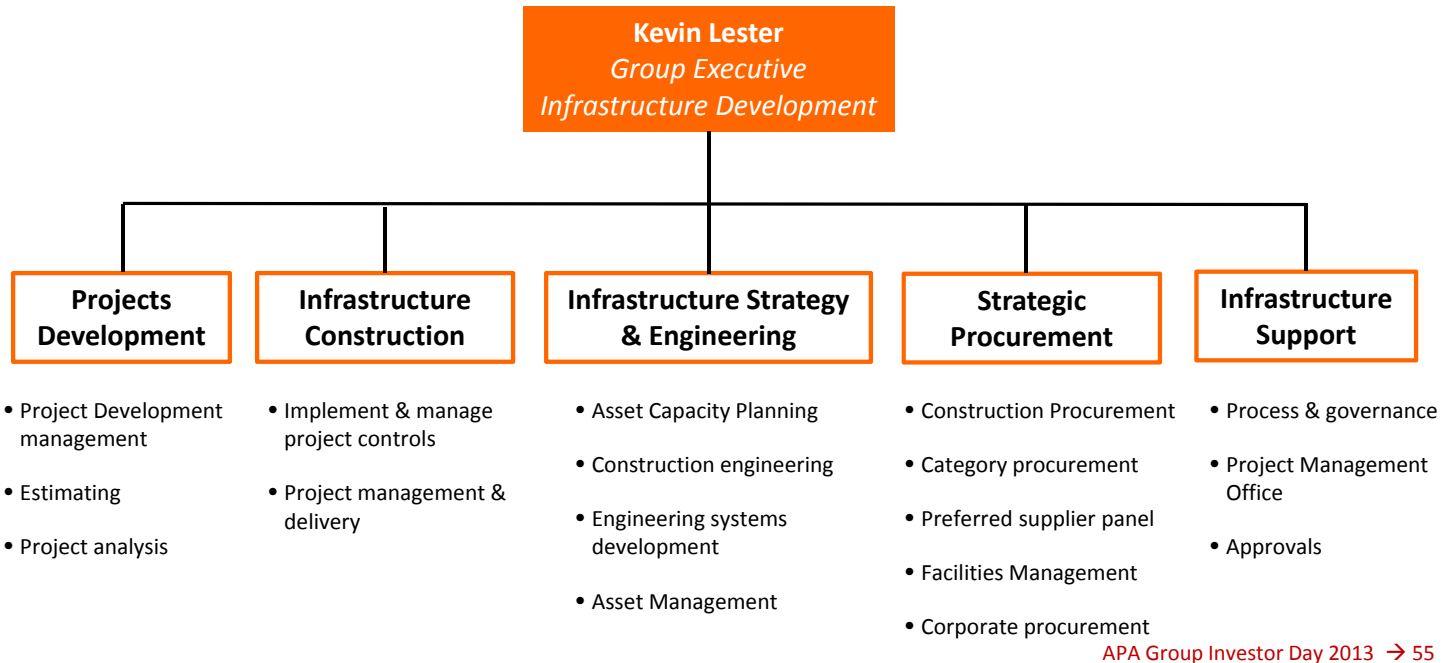 Kevin Lester
Group Executive
Infrastructure Development
Projects
Development
• Project Development
management
• Estimating
• Project analysis
Infrastructure
Construction
• Implement & manage
project controls
• Project management &
delivery
Infrastructure Strategy
& Engineering
• Asset Capacity Planning
• Construction engineering
• Engineering systems
development
• Asset Management
Strategic
Procurement
• Construction Procurement
• Category procurement
• Preferred supplier panel
• Facilities Management
• Corporate procurement
Infrastructure
Support
• Process & governance
• Project Management
Office
• Approvals
APA Group Investor Day 2013 → 55